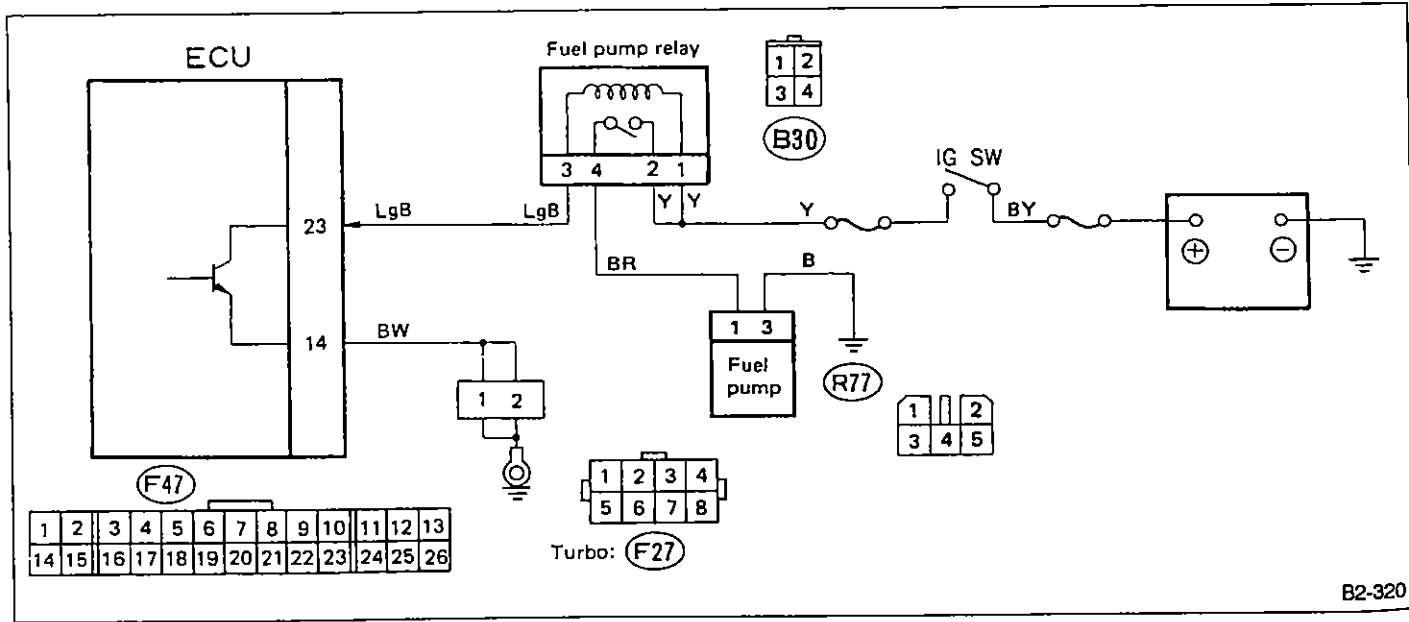 ECU
Fuel pump relay
1 2
3 4
B30
3 4 2 1
IG SW
Y Y
LgB LgB
23
Y
BY
⊕ ⊖
BR
B
14
BW
1 3
Fuel
pump
R77
1 2
1 2
3 4 5
F47
1 2 3 4
5 6 7 8
1 2 3 4 5 6 7 8 9 10 11 12 13
14 15 16 17 18 19 20 21 22 23 24 25 26
Turbo: F27
B2-320